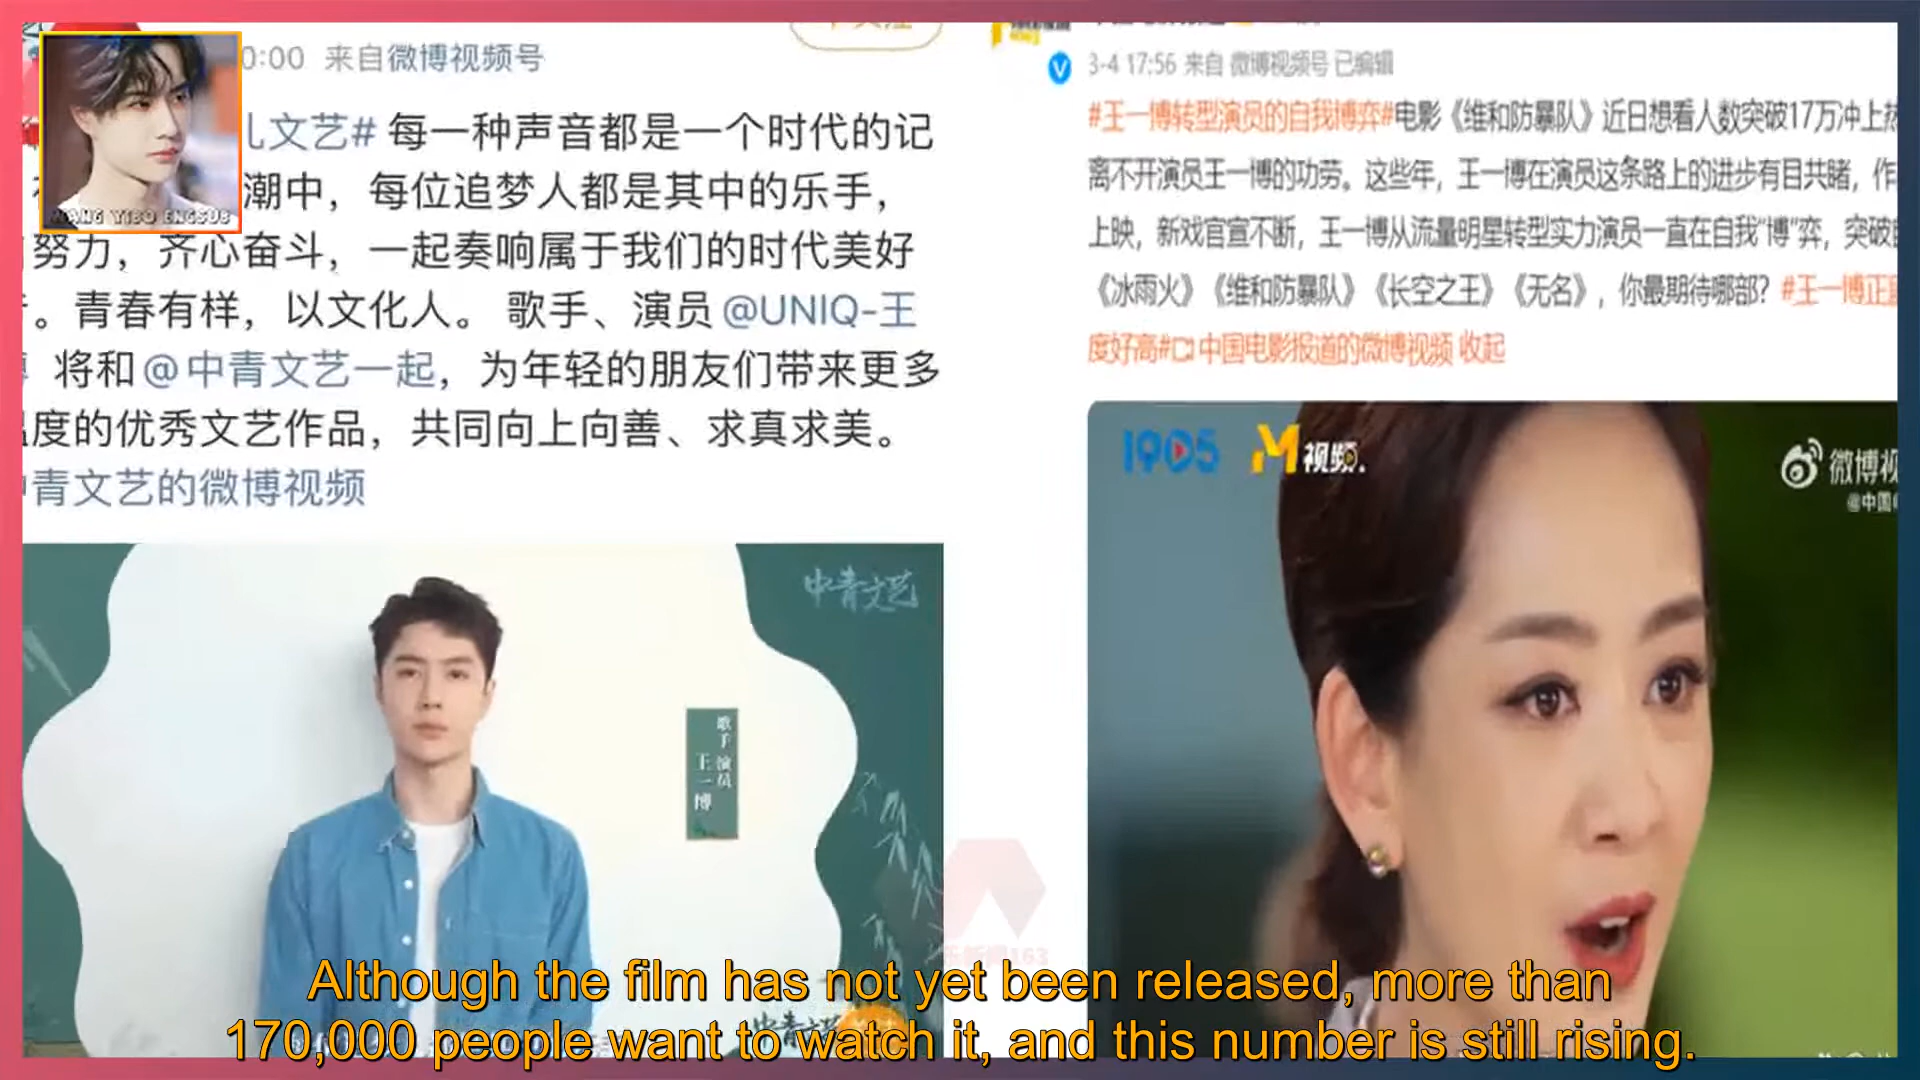 0:00 来自微博视频号
文艺# 每一种声音都是一个时代的记
潮中，每位追梦人都是其中的乐手，
努力，齐心奋斗，一起奏响属于我们的时代美好
。青春有样，以文化人。歌手、演员@UNIQ-王
将和@中青文艺一起，为年轻的朋友们带来更多
度的优秀文艺作品，共同向上向善、求真求美。
青文艺的微博视频
WANG YIBO ENGSUB
中青文艺
歌手 演员
王一博
3-4 17:56 来自 微博视频号 已编辑
#王一博转型演员的自我博弈#电影《维和防暴队》近日想看人数突破17万冲上热
离不开演员王一博的功劳。这些年，王一博在演员这条路上的进步有目共睹，作
上映，新戏官宣不断，王一博从流量明星转型实力演员一直在自我“博”弈，突破
《冰雨火》《维和防暴队》《长空之王》《无名》，你最期待哪部？#王一博正
度好高# 中国电影报道的微博视频 收起
1905 M视频
微博视
@中国
163
Although the film has not yet been released, more than
170,000 people want to watch it, and this number is still rising.